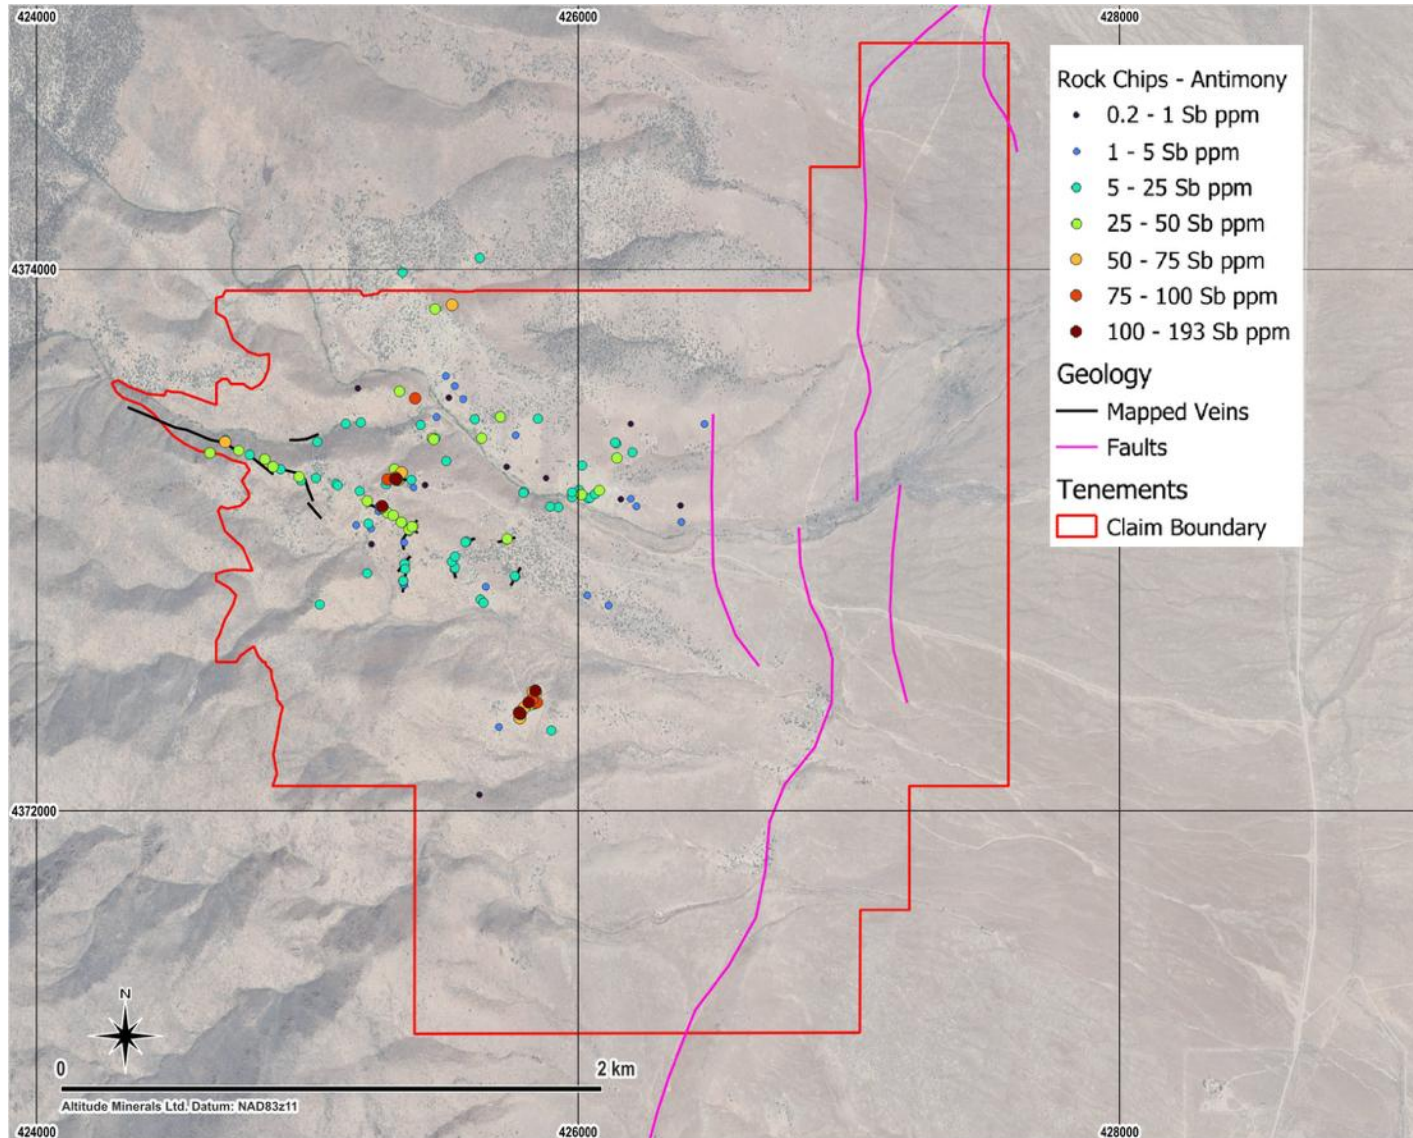 424000
426000
428000
Rock Chips - Antimony
0.2 - 1 Sb ppm
1 - 5 Sb ppm
5 - 25 Sb ppm
25 - 50 Sb ppm
50 - 75 Sb ppm
75 - 100 Sb ppm
100 - 193 Sb ppm
Geology
Mapped Veins
Faults
Tenements
Claim Boundary
4374000
4372000
N
0
2 km
Altitude Minerals Ltd. Datum: NAD83z11
424000
426000
428000